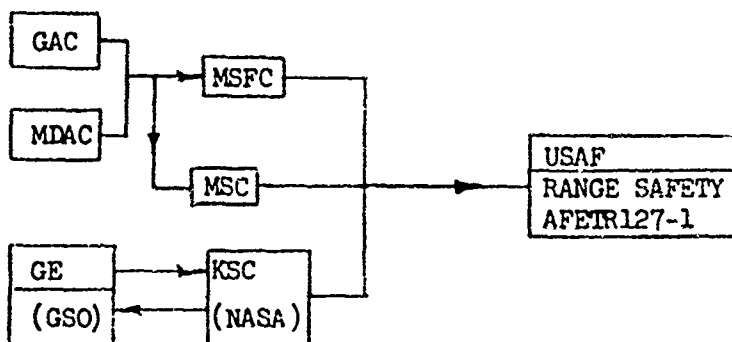 GAC
MSFC
MDAC
MSC
USAF
RANGE SAFETY
AFETR127-1
GE
KSC
(GSO)
(NASA)